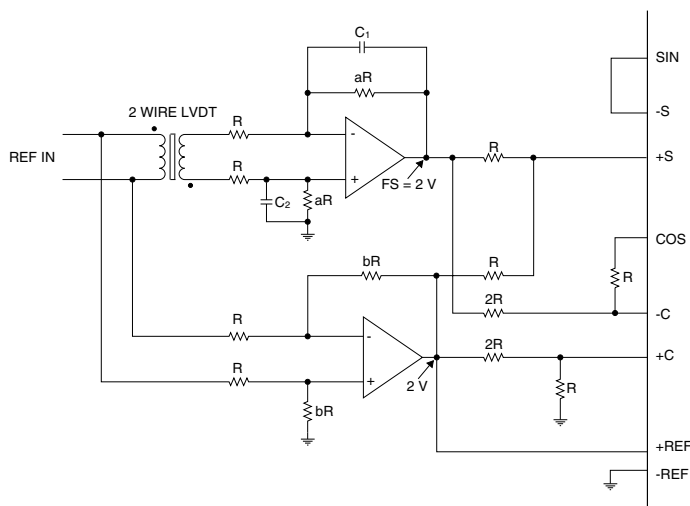 C1
aR
2 WIRE LVDT
SIN
R
-
-S
REF IN
R
+S
R
+
FS = 2 V
C2
aR
COS
bR
R
R
2R
-C
R
-
2R
+C
R
+
2 V
R
bR
+REF
-REF